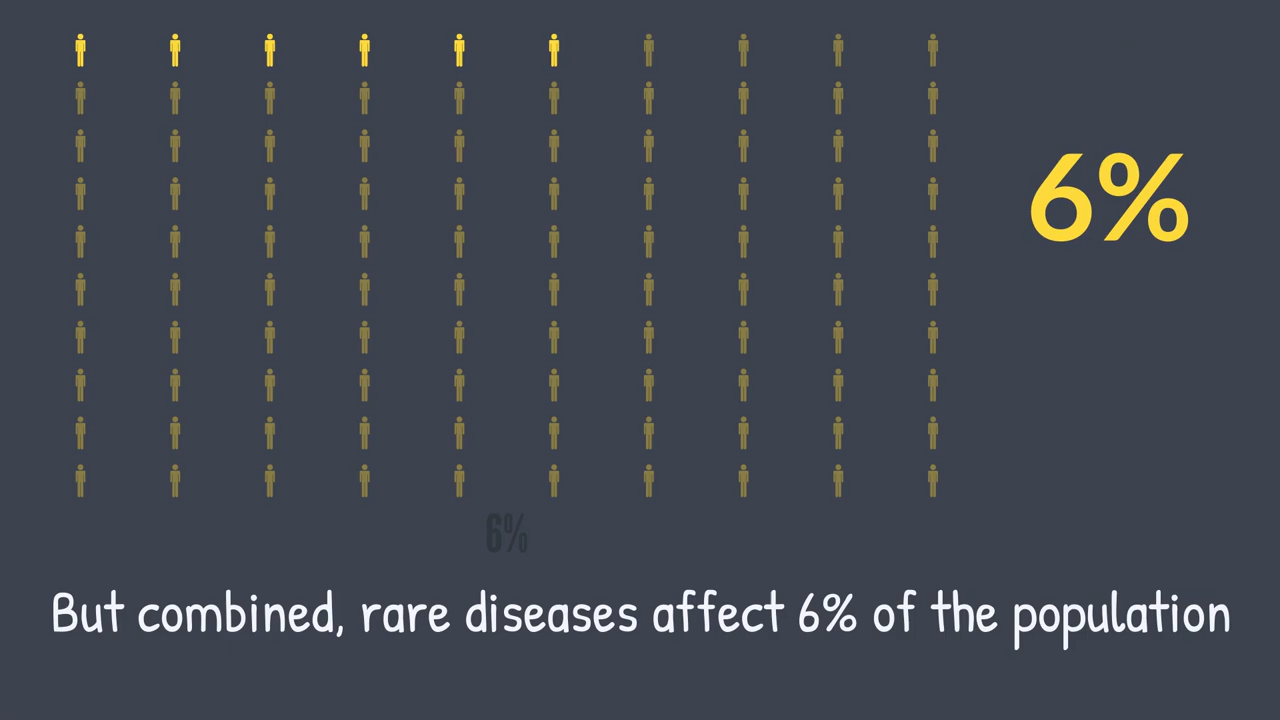 6%
6%
But combined, rare diseases affect 6% of the population